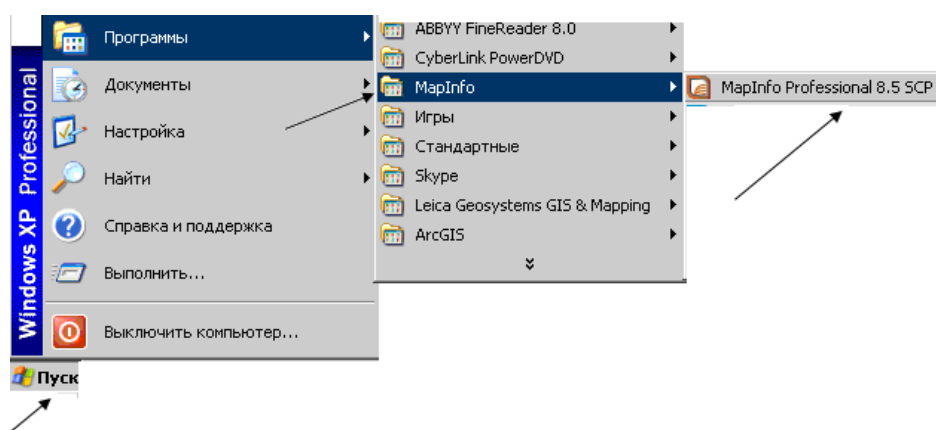 Windows XP Professional
Программы
Документы
Настройка
Найти
Справка и поддержка
Выполнить...
Выключить компьютер...
Пуск
ABBYY FineReader 8.0
CyberLink PowerDVD
MapInfo
Игры
Стандартные
Skype
Leica Geosystems GIS & Mapping
ArcGIS
MapInfo Professional 8.5 SCP